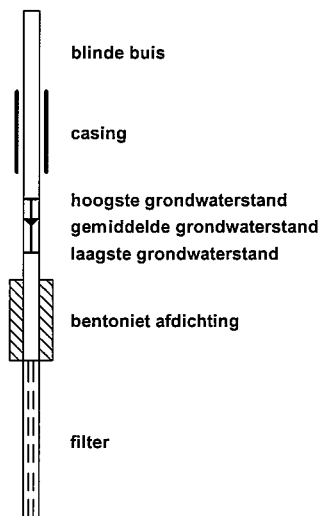 blinde buis
casing
hoogste grondwaterstand
gemiddelde grondwaterstand
laagste grondwaterstand
bentoniet afdichting
filter